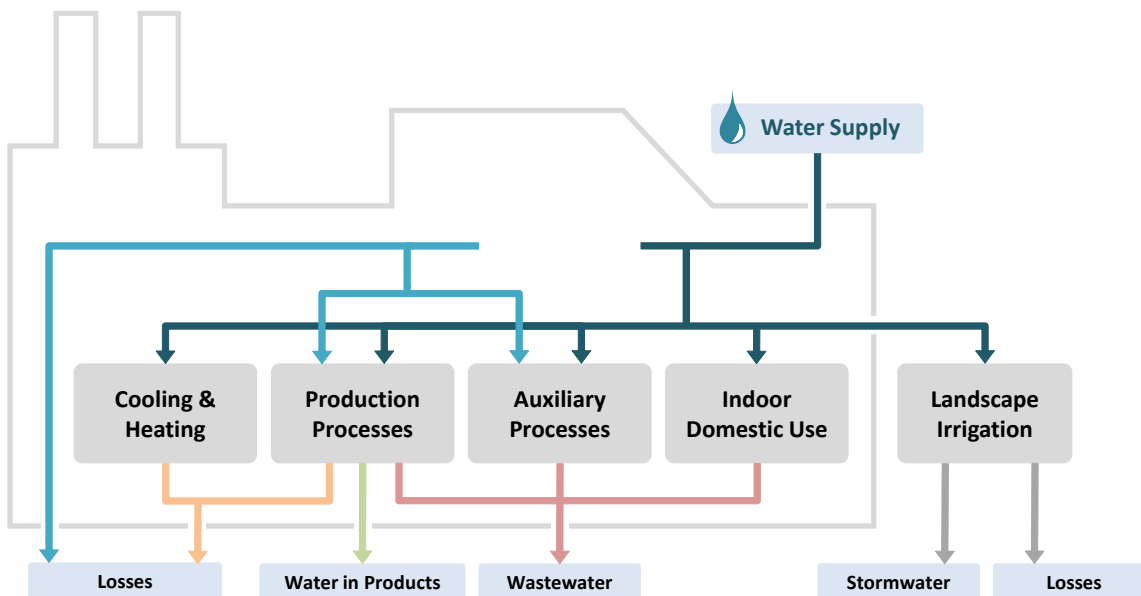 Water Supply
Cooling &
Heating
Production
Processes
Auxiliary
Processes
Indoor
Domestic Use
Landscape
Irrigation
Losses
Water in Products
Wastewater
Stormwater
Losses